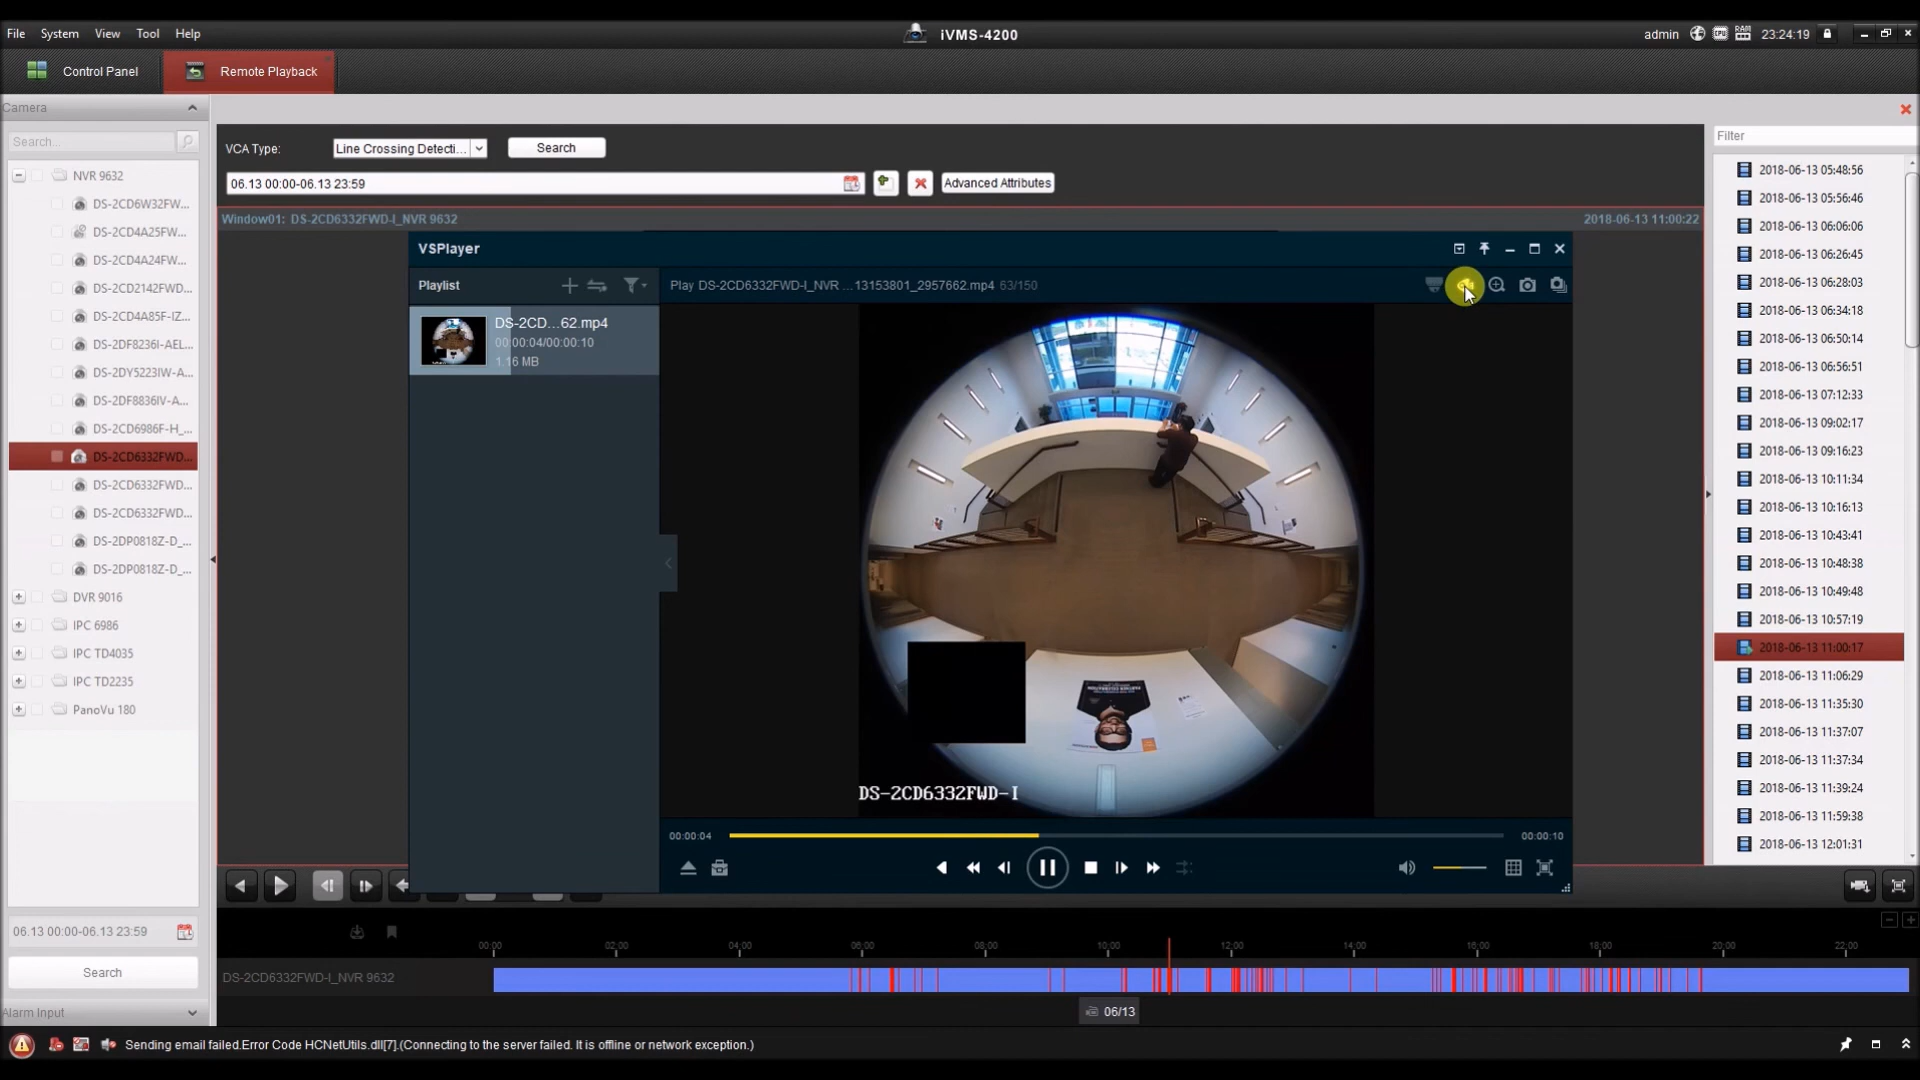 File System View Tool Help
iVMS-4200
admin
23:24:19
Control Panel
Remote Playback
Camera
Search...
NVR 9632
DS-2CD6W32FW...
DS-2CD4A25FW...
DS-2CD4A24FW...
DS-2CD2142FWD...
DS-2CD4A85F-IZ...
DS-2DF8236I-AEL...
DS-2DY5223IW-A...
DS-2DF8836IV-A...
DS-2CD6986F-H_...
DS-2CD6332FWD...
DS-2CD6332FWD...
DS-2CD6332FWD...
DS-2DP0818Z-D_...
DS-2DP0818Z-D_...
DVR 9016
IPC 6986
IPC TD4035
IPC TD2235
PanoVu 180
06.13 00:00-06.13 23:59
Search
Alarm Input
VCA Type:
Line Crossing Detecti...
Search
06.13 00:00-06.13 23:59
Advanced Attributes
Window01: DS-2CD6332FWD-I_NVR 9632
2018-06-13 11:00:22
VSPlayer
Playlist
Play DS-2CD6332FWD-I_NVR ...13153801_2957662.mp4 63/150
DS-2CD...62.mp4
00:00:04/00:00:10
1.16 MB
DS-2CD6332FWD-I
00:00:04
00:00:10
Filter
2018-06-13 05:48:56
2018-06-13 05:56:46
2018-06-13 06:06:06
2018-06-13 06:26:45
2018-06-13 06:28:03
2018-06-13 06:34:18
2018-06-13 06:50:14
2018-06-13 06:56:51
2018-06-13 07:12:33
2018-06-13 09:02:17
2018-06-13 09:16:23
2018-06-13 10:11:34
2018-06-13 10:16:13
2018-06-13 10:43:41
2018-06-13 10:48:38
2018-06-13 10:49:48
2018-06-13 10:57:19
2018-06-13 11:00:17
2018-06-13 11:06:29
2018-06-13 11:35:30
2018-06-13 11:37:07
2018-06-13 11:37:34
2018-06-13 11:39:24
2018-06-13 11:59:38
2018-06-13 12:01:31
00:00 02:00 04:00 06:00 08:00 10:00 12:00 14:00 16:00 18:00 20:00 22:00
DS-2CD6332FWD-I_NVR 9632
06/13
Sending email failed.Error Code HCNetUtils.dll[7].(Connecting to the server failed. It is offline or network exception.)